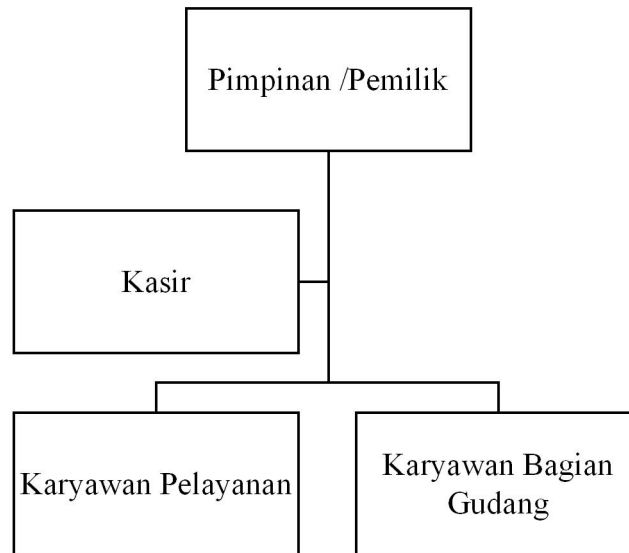 Pimpinan /Pemilik
Kasir
Karyawan Pelayanan
Karyawan Bagian
Gudang